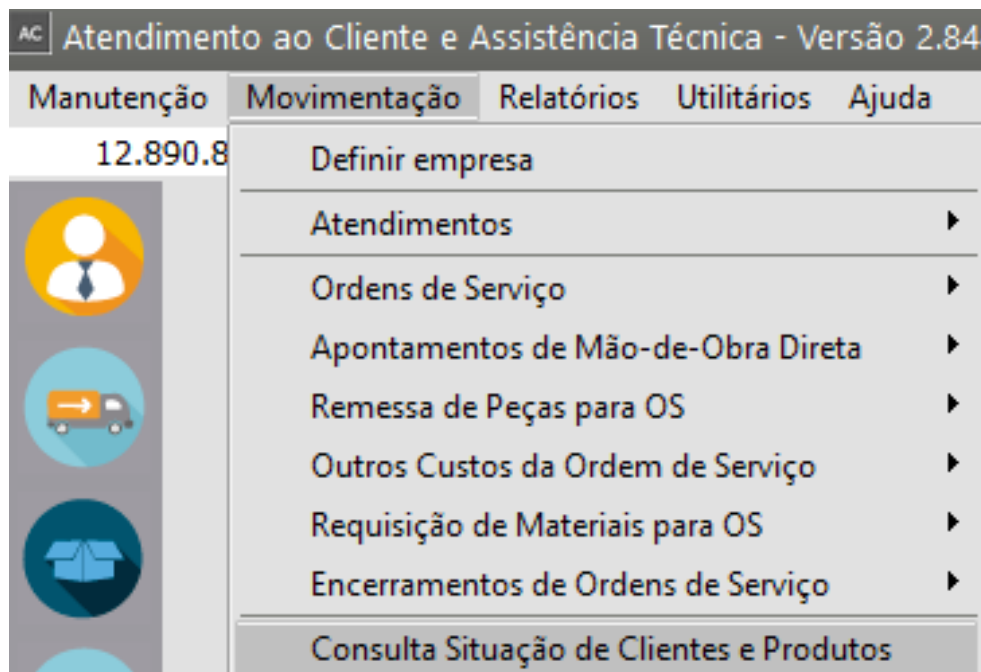 AC Atendimento ao Cliente e Assistência Técnica - Versão 2.84
Manutenção Movimentação Relatórios Utilitários Ajuda
12.890.8
Definir empresa
Atendimentos
Ordens de Serviço
Apontamentos de Mão-de-Obra Direta
Remessa de Peças para OS
Outros Custos da Ordem de Serviço
Requisição de Materiais para OS
Encerramentos de Ordens de Serviço
Consulta Situação de Clientes e Produtos